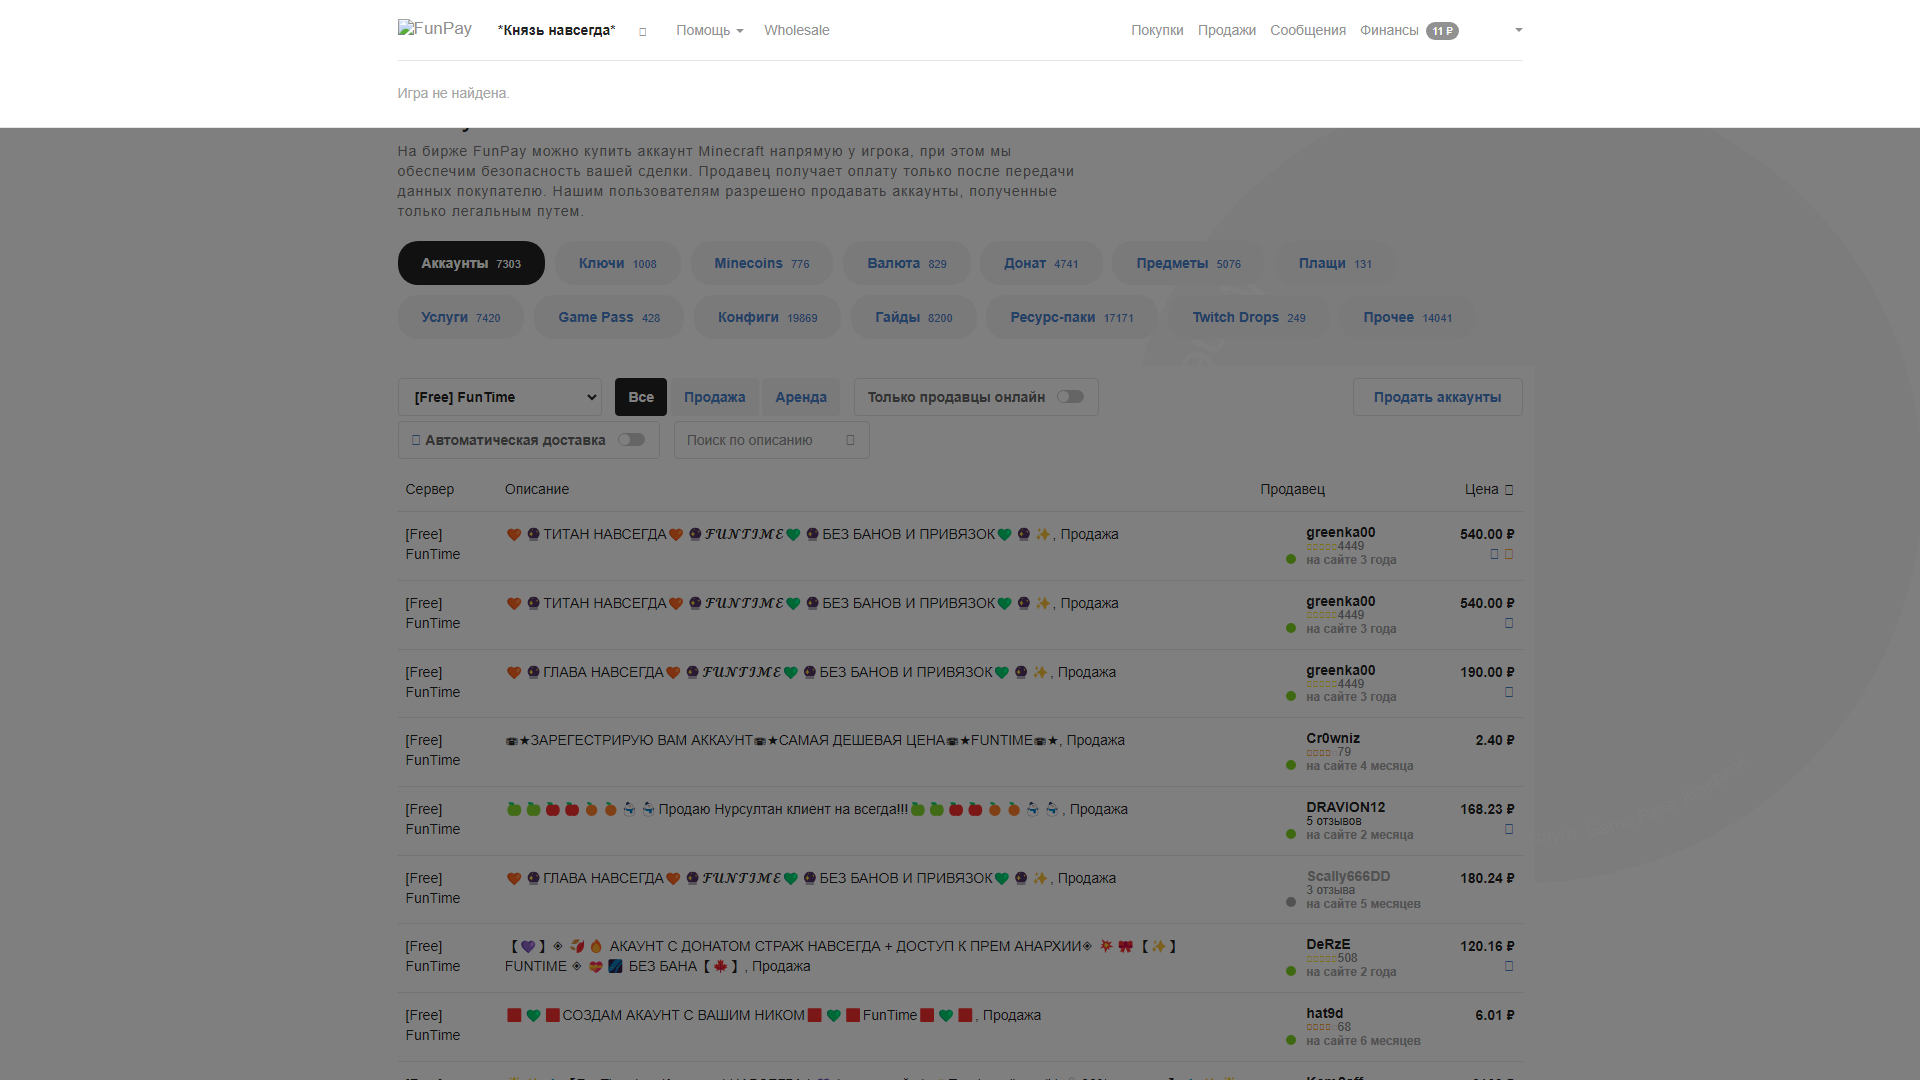 FunPay *Князь навсегда* Помощь Wholesale Покупки Продажи Сообщения Финансы 11 ₽
Игра не найдена.
На бирже FunPay можно купить аккаунт Minecraft напрямую у игрока, при этом мы
обеспечим безопасность вашей сделки. Продавец получает оплату только после передачи
данных покупателю. Нашим пользователям разрешено продавать аккаунты, полученные
только легальным путем.
Аккаунты 7303 Ключи 1008 Minecoins 776 Валюта 829 Донат 4741 Предметы 5076 Плащи 131
Услуги 7420 Game Pass 428 Конфиги 19869 Гайды 8200 Ресурс-паки 17171 Twitch Drops 249 Прочее 14041
[Free] FunTime Все Продажа Аренда Только продавцы онлайн Продать аккаунты
Автоматическая доставка Поиск по описанию
Сервер Описание Продавец Цена
[Free] FunTime
🧡 🔮ТИТАН НАВСЕГДА🧡 🔮𝓕𝓤𝓝𝓣𝓘𝓜𝓔💚 🔮БЕЗ БАНОВ И ПРИВЯЗОК💚 🔮 ✨, Продажа
greenka00
4449
на сайте 3 года
540.00 ₽
[Free] FunTime
🧡 🔮ТИТАН НАВСЕГДА🧡 🔮𝓕𝓤𝓝𝓣𝓘𝓜𝓔💚 🔮БЕЗ БАНОВ И ПРИВЯЗОК💚 🔮 ✨, Продажа
greenka00
4449
на сайте 3 года
540.00 ₽
[Free] FunTime
🧡 🔮ГЛАВА НАВСЕГДА🧡 🔮𝓕𝓤𝓝𝓣𝓘𝓜𝓔💚 🔮БЕЗ БАНОВ И ПРИВЯЗОК💚 🔮 ✨, Продажа
greenka00
4449
на сайте 3 года
190.00 ₽
[Free] FunTime
☎★ЗАРЕГЕСТРИРУЮ ВАМ АККАУНТ☎★САМАЯ ДЕШЕВАЯ ЦЕНА☎★FUNTIME☎★, Продажа
Cr0wniz
79
на сайте 4 месяца
2.40 ₽
[Free] FunTime
🍏 🍏 🍎 🍎 🍊 🍊 ⛄ ⛄Продаю Нурсултан клиент на всегда!!!🍏 🍏 🍎 🍎 🍊 🍊 ⛄ ⛄, Продажа
DRAVION12
5 отзывов
на сайте 2 месяца
168.23 ₽
[Free] FunTime
🧡 🔮ГЛАВА НАВСЕГДА🧡 🔮𝓕𝓤𝓝𝓣𝓘𝓜𝓔💚 🔮БЕЗ БАНОВ И ПРИВЯЗОК💚 🔮 ✨, Продажа
Scally666DD
3 отзыва
на сайте 5 месяцев
180.24 ₽
[Free] FunTime
【💜】◈ 🍂 🔥 АКАУНТ С ДОНАТОМ СТРАЖ НАВСЕГДА + ДОСТУП К ПРЕМ АНАРХИИ◈ 💥 🎀【✨】
FUNTIME ◈ 💝 🌌 БЕЗ БАНА【🍁】, Продажа
DeRzE
508
на сайте 2 года
120.16 ₽
[Free] FunTime
🟥 💚 🟥СОЗДАМ АКАУНТ С ВАШИМ НИКОМ🟥 💚 🟥FunTime🟥 💚 🟥, Продажа
hat9d
68
на сайте 6 месяцев
6.01 ₽